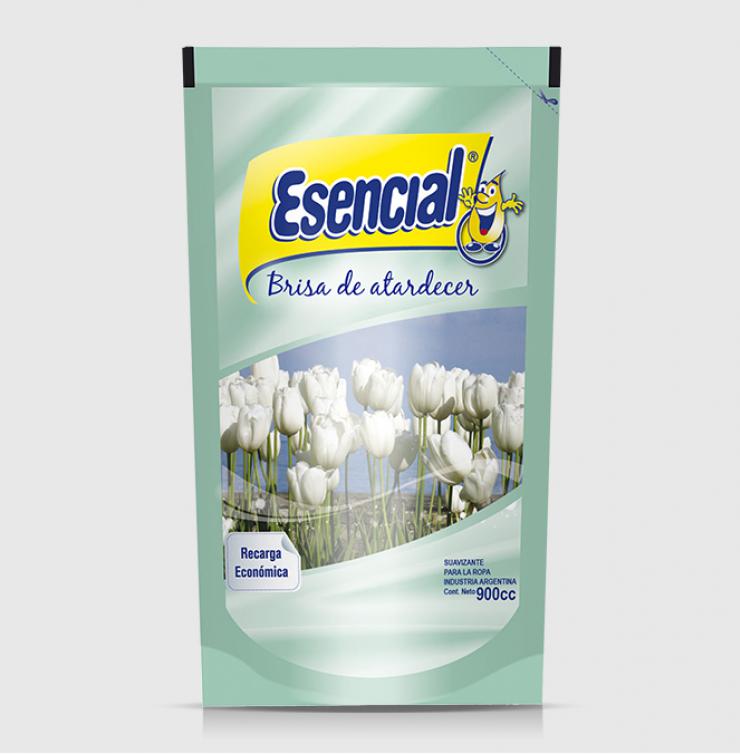 Esencial®
Brisa de atardecer
Recarga
Económica
SUAVIZANTE
PARA LA ROPA
INDUSTRIA ARGENTINA
Cont. Neto 900cc